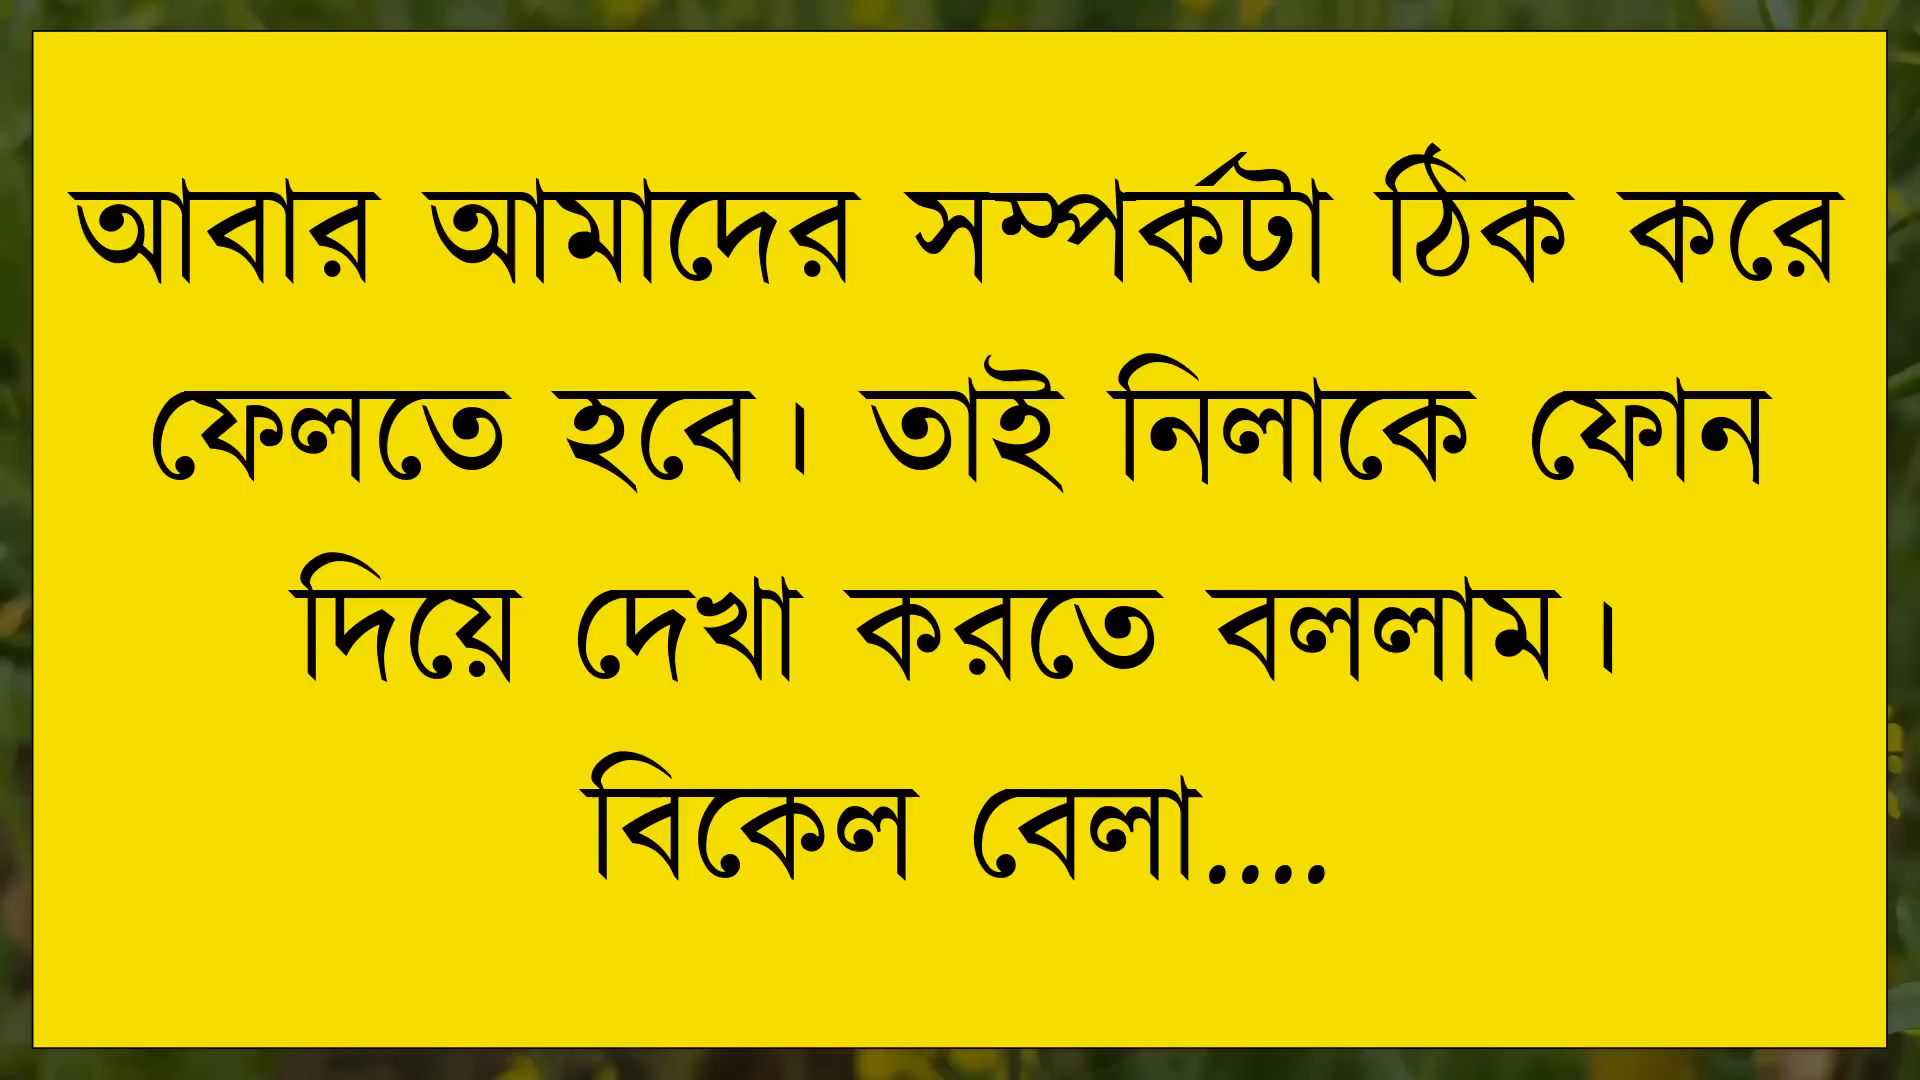 আবার আমাদের সম্পর্কটা ঠিক করে
ফেলতে হবে। তাই নিলাকে ফোন
দিয়ে দেখা করতে বললাম।
বিকেল বেলা....